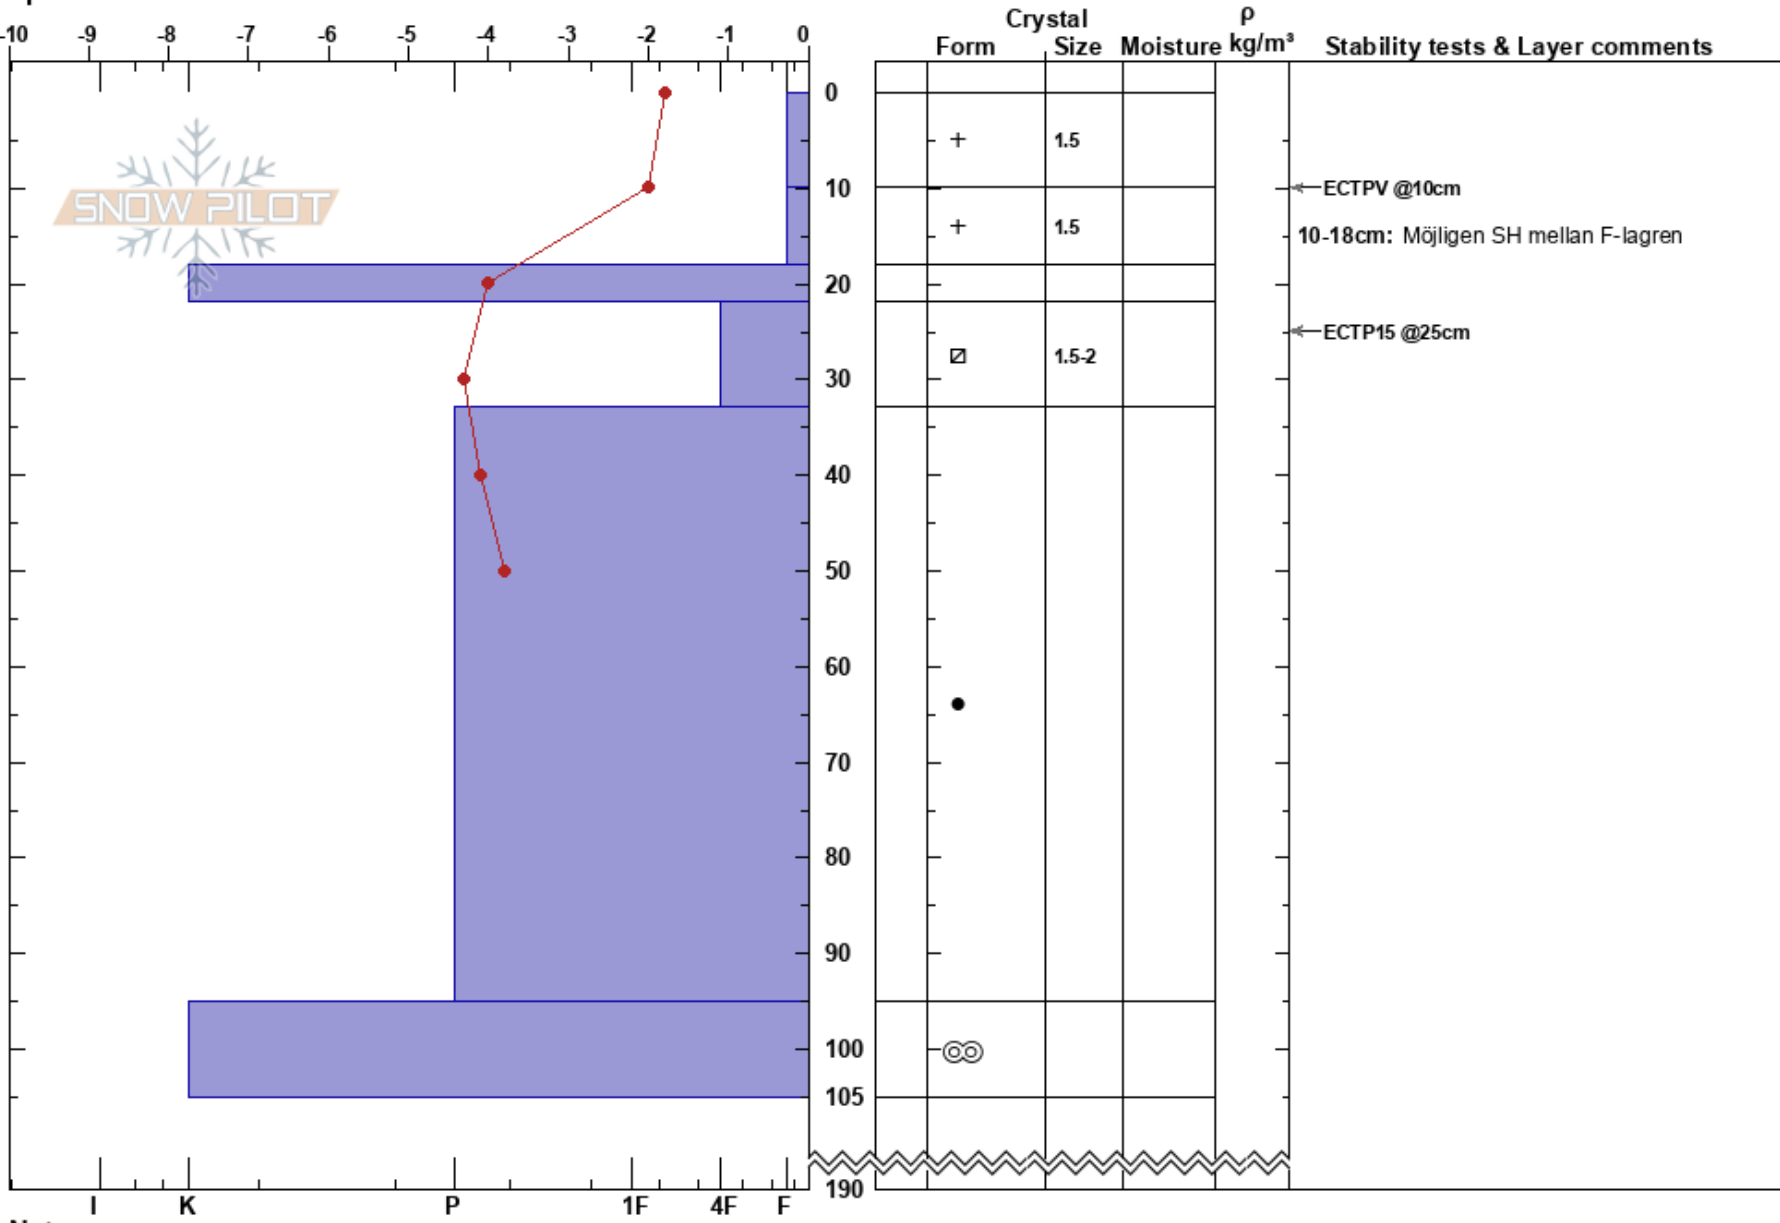 Crystal ρ
-10 -9 -8 -7 -6 -5 -4 -3 -2 -1 0 Form Size Moisture kg/m³ Stability tests & Layer comments
0
+ 1.5
SNOW PILOT
10 ECTPV @10cm
+ 1.5 10-18cm: Möjligen SH mellan F-lagren
20
ECTP15 @25cm
1.5-2
30
40
50
60
70
80
90
100
105
190
I K P 1F 4F F